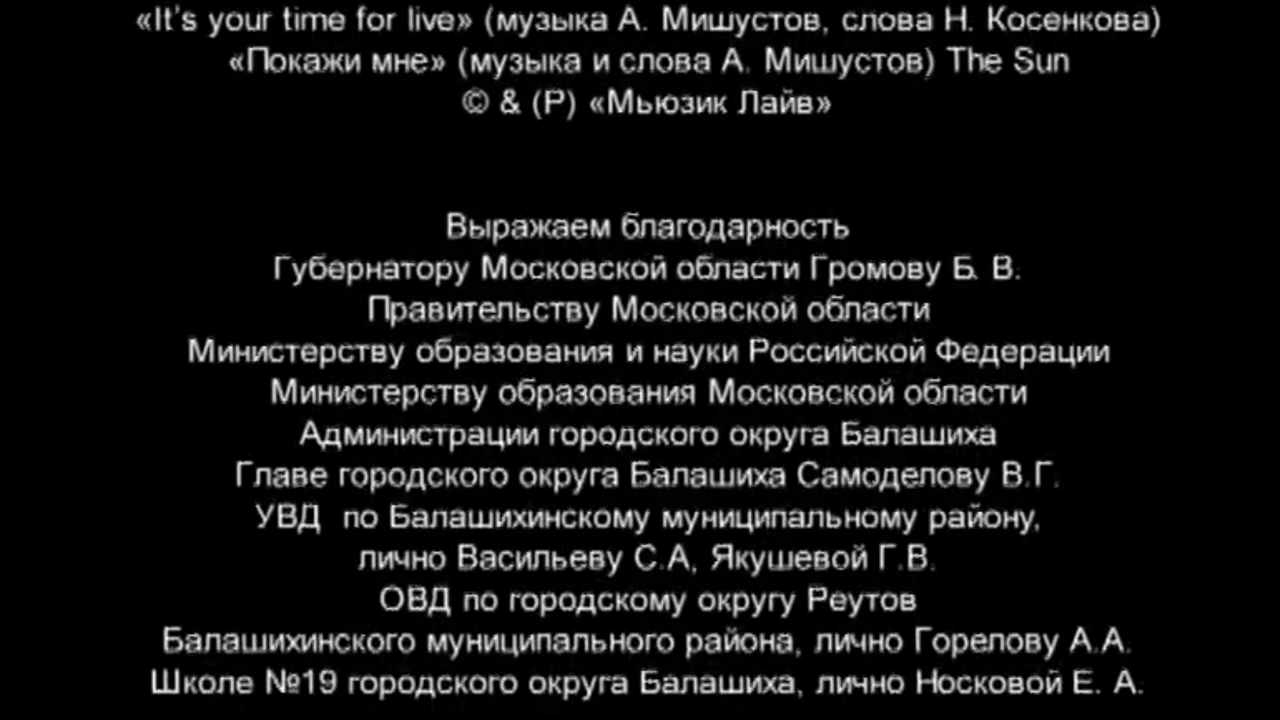 «It's your time for live» (музыка А. Мишустов, слова Н. Косенкова)
«Покажи мне» (музыка и слова А. Мишустов) The Sun
© & (P) «Мьюзик Лайв»
Выражаем благодарность
Губернатору Московской области Громову Б. В.
Правительству Московской области
Министерству образования и науки Российской Федерации
Министерству образования Московской области
Администрации городского округа Балашиха
Главе городского округа Балашиха Самоделову В.Г.
УВД по Балашихинскому муниципальному району,
лично Васильеву С.А, Якушевой Г.В.
ОВД по городскому округу Реутов
Балашихинского муниципального района, лично Горелову А.А.
Школе №19 городского округа Балашиха, лично Носковой Е. А.